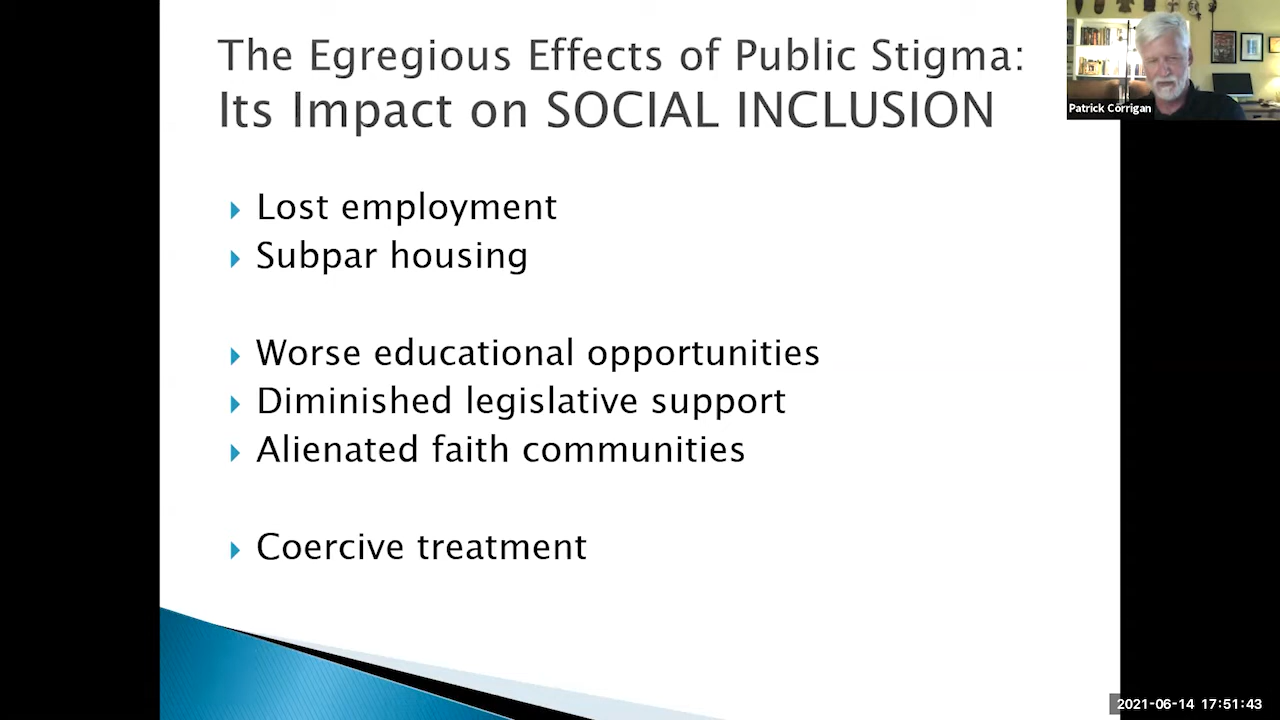 The Egregious Effects of Public Stigma:
Its Impact on SOCIAL INCLUSION
Patrick Corrigan
Lost employment
Subpar housing
Worse educational opportunities
Diminished legislative support
Alienated faith communities
Coercive treatment
2021-06-14 17:51:43